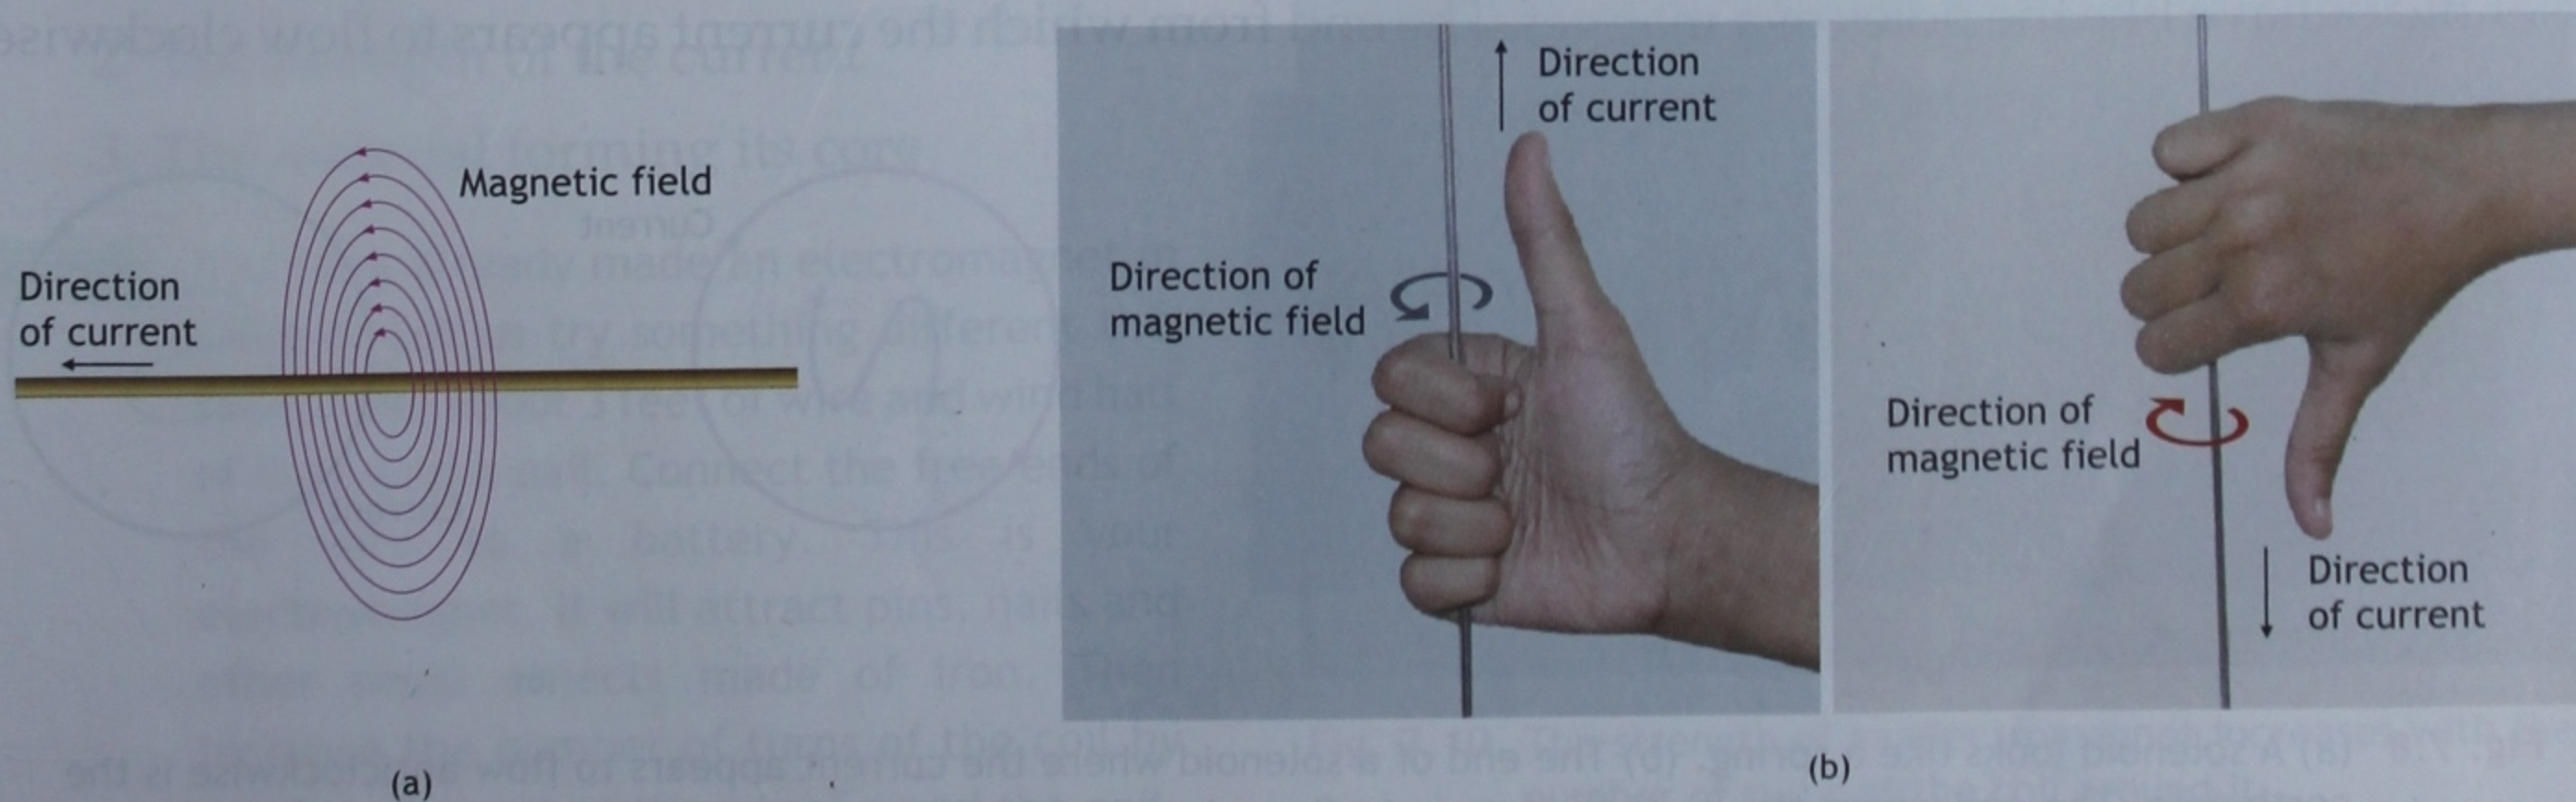 Magnetic field
Direction
of current
(a)
Direction
of current
Direction of
magnetic field
Direction of
magnetic field
Direction
of current
(b)